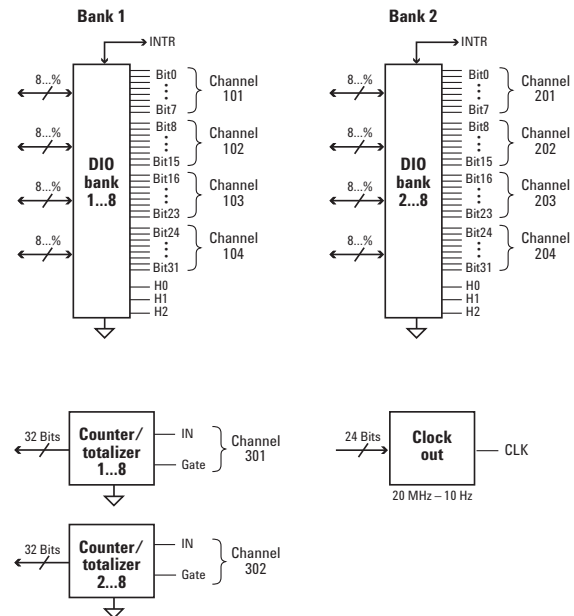 Bank 1
INTR
8...%
8...%
8...%
8...%
DIO
bank
1...8
Bit0
Bit7
Channel
101
Bit8
Bit15
Channel
102
Bit16
Bit23
Channel
103
Bit24
Bit31
Channel
104
H0
H1
H2
Bank 2
INTR
8...%
8...%
8...%
8...%
DIO
bank
2...8
Bit0
Bit7
Channel
201
Bit8
Bit15
Channel
202
Bit16
Bit23
Channel
203
Bit24
Bit31
Channel
204
H0
H1
H2
32 Bits
Counter/
totalizer
1...8
IN
Gate
Channel
301
24 Bits
Clock
out
CLK
20 MHz – 10 Hz
32 Bits
Counter/
totalizer
2...8
IN
Gate
Channel
302